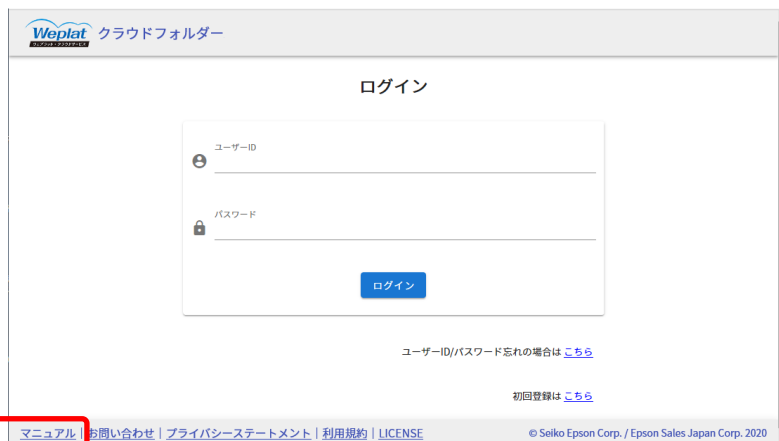 Weplat クラウドフォルダー
ウェプラット・クラウドサービス
ログイン
ユーザーID
パスワード
ログイン
ユーザーID/パスワード忘れの場合は こちら
初回登録は こちら
マニュアル | お問い合わせ | プライバシーステートメント | 利用規約 | LICENSE © Seiko Epson Corp. / Epson Sales Japan Corp. 2020